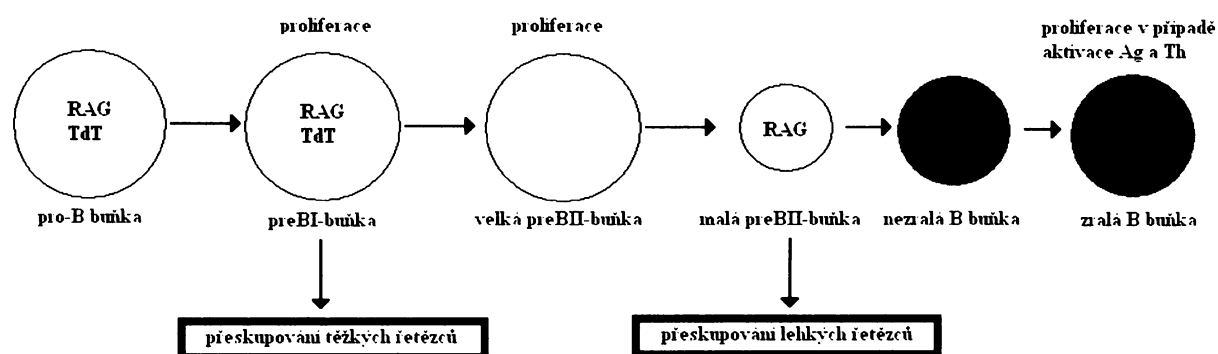 proliferace
proliferace
proliferace v případě
aktivace Ag a Th
RAG
TdT
RAG
TdT
RAG
pro-B buňka
preBI-buňka
velká preBII-buňka
malá preBII-buňka
nezralá B buňka
zralá B buňka
přeskupování těžkých řetězců
přeskupování lehkých řetězců